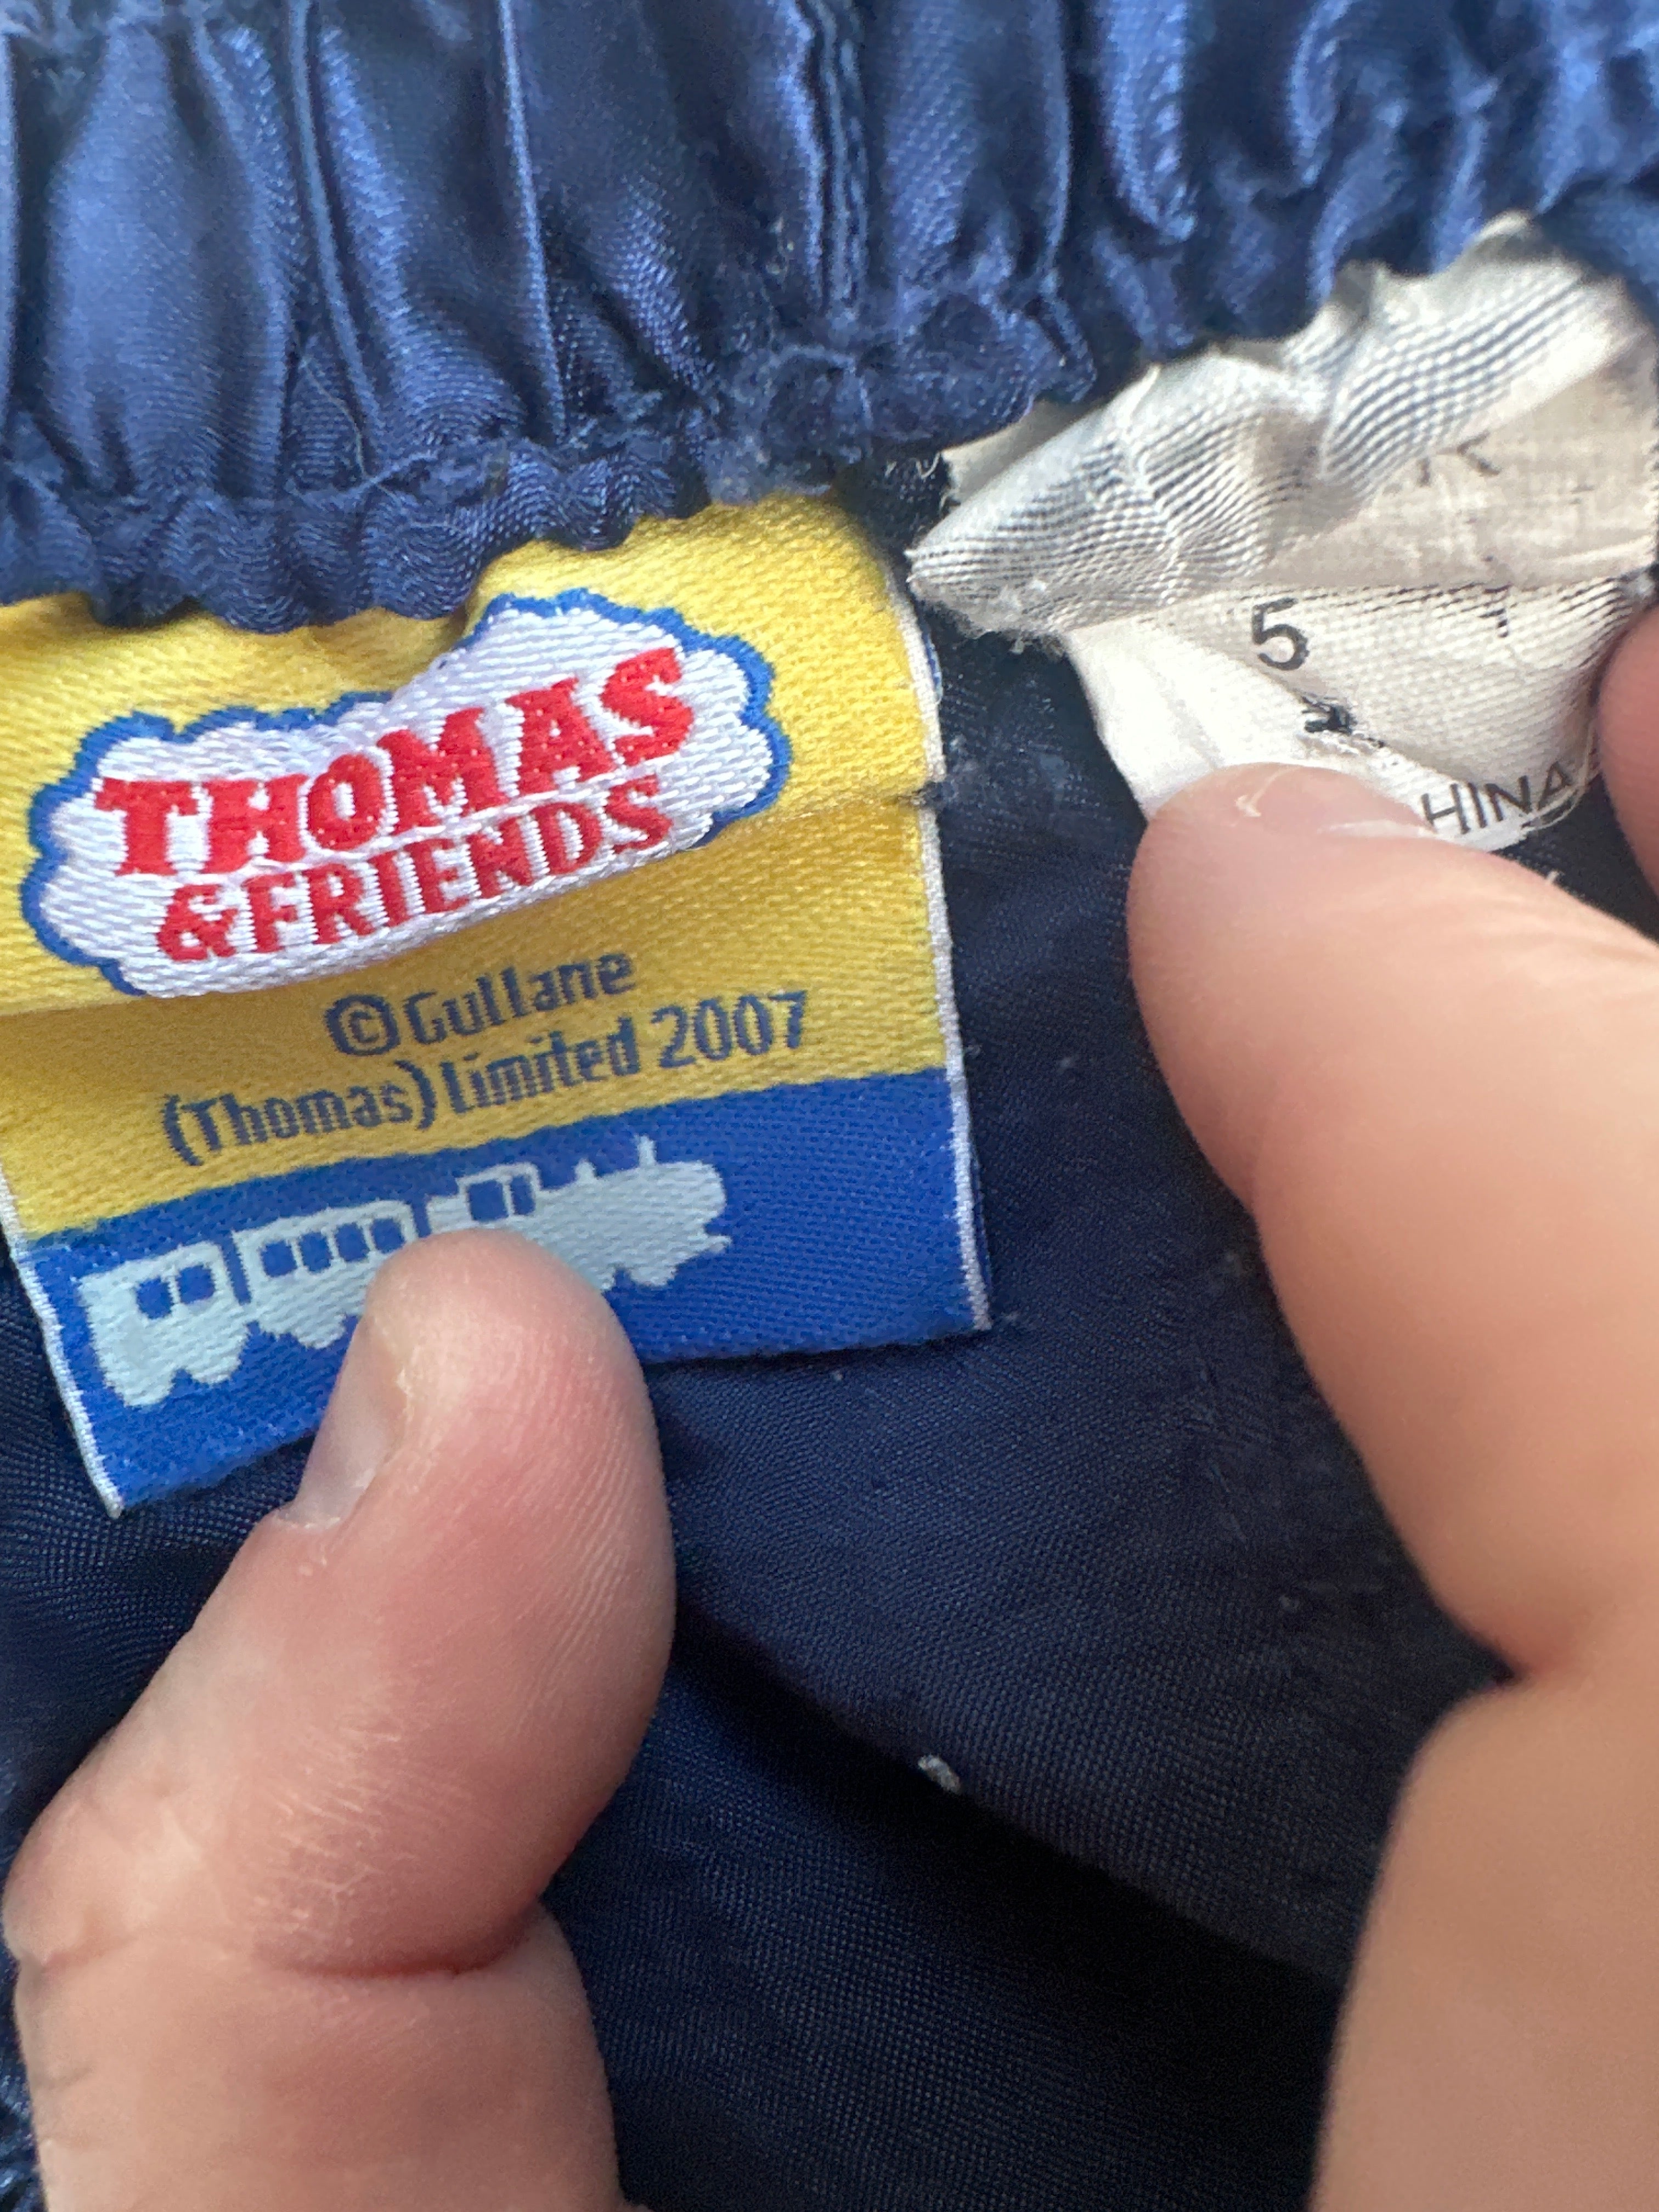 THOMAS
&FRIENDS
©Gullane
(Thomas) Limited 2007
5
HINA